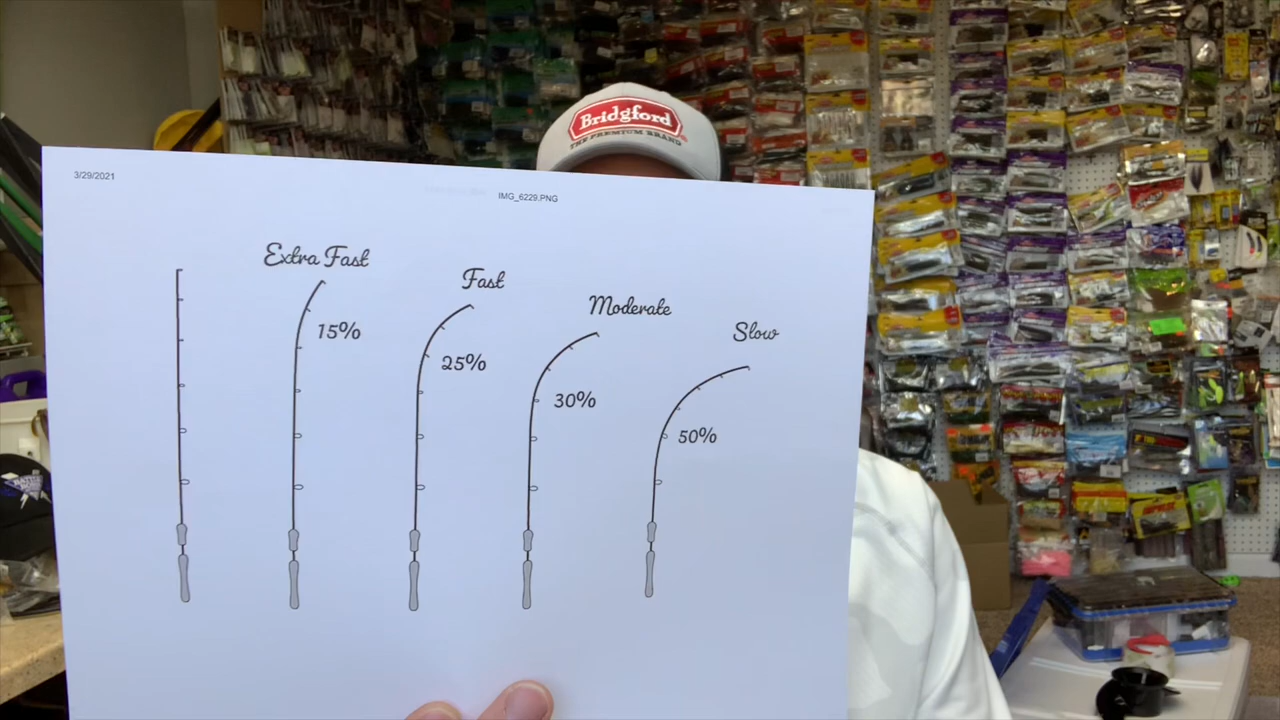 Bridgford
THE PREMIUM BRAND
3/29/2021
IMG_6229.PNG
Extra Fast
Fast
Moderate
Slow
15%
25%
30%
50%